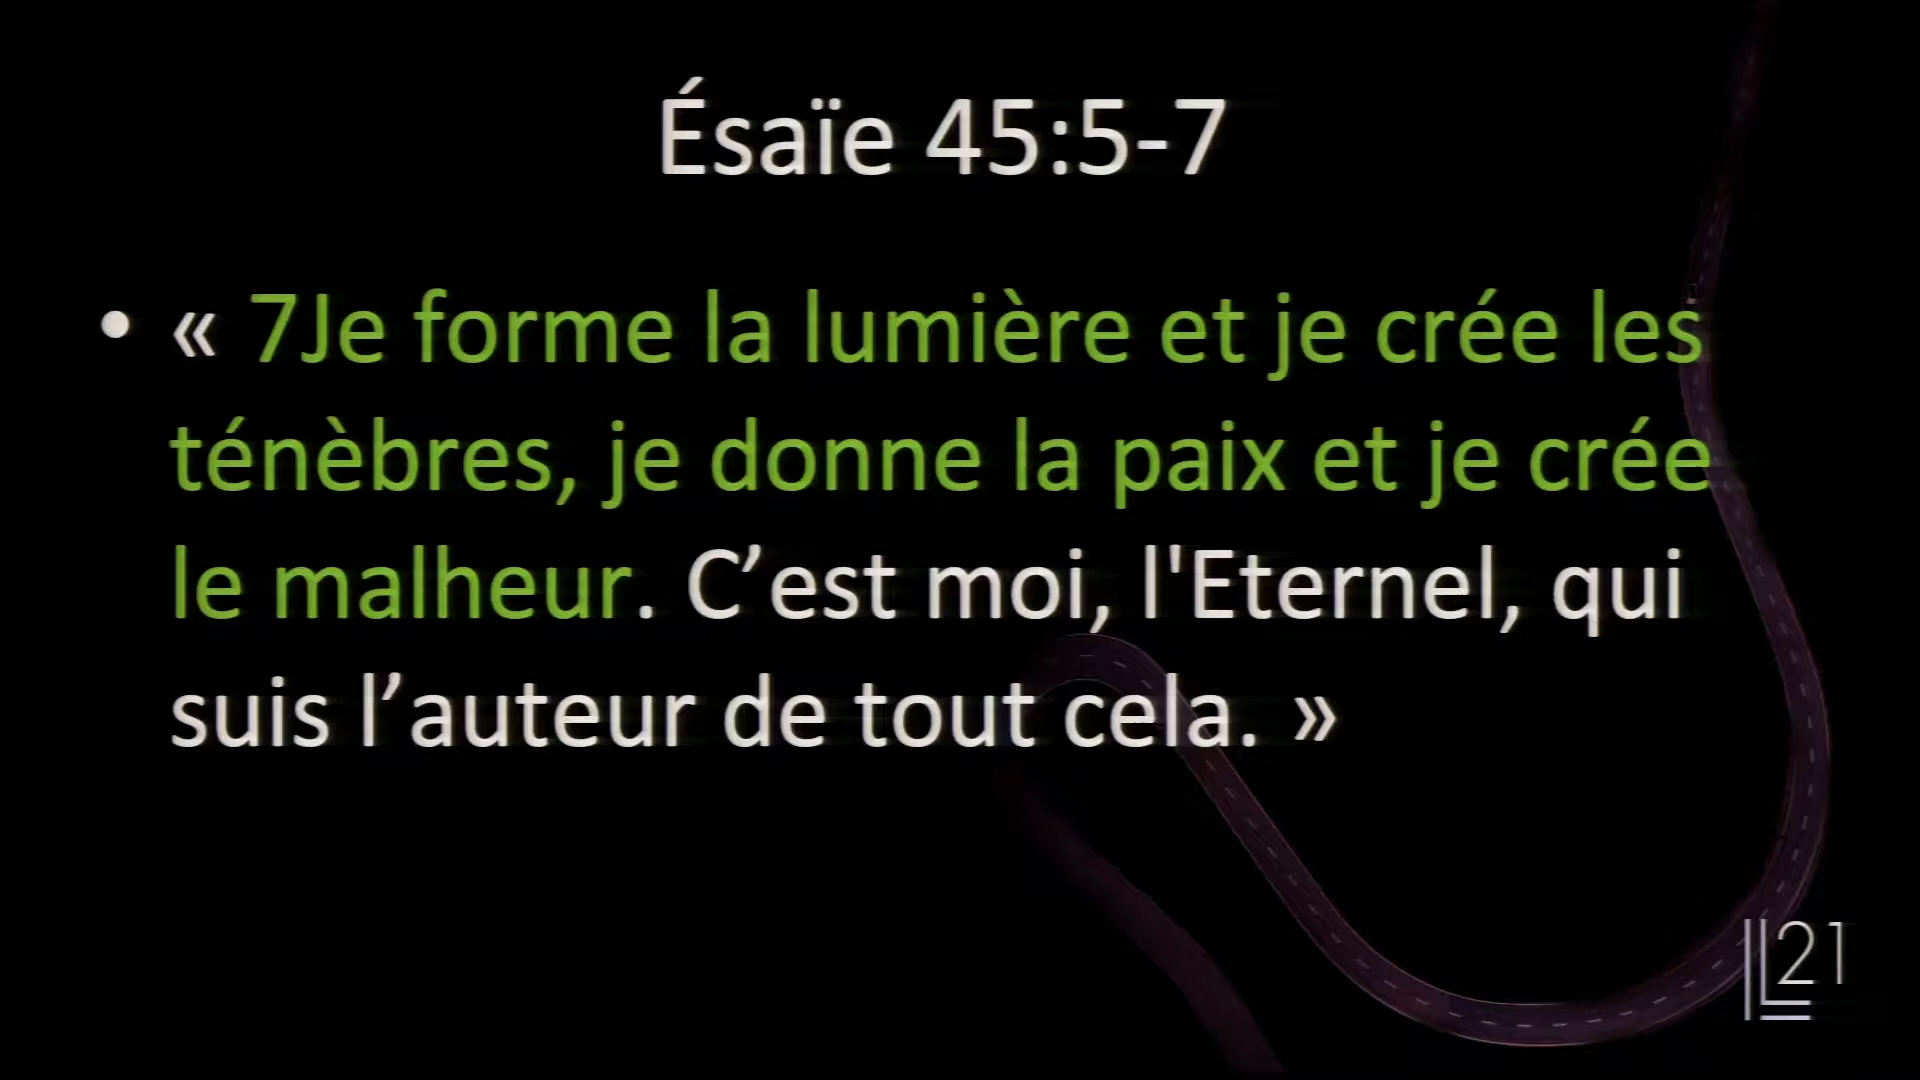 Ésaïe 45:5-7
• « 7Je forme la lumière et je crée les
ténèbres, je donne la paix et je crée
le malheur. C’est moi, l'Eternel, qui
suis l’auteur de tout cela. »
L21